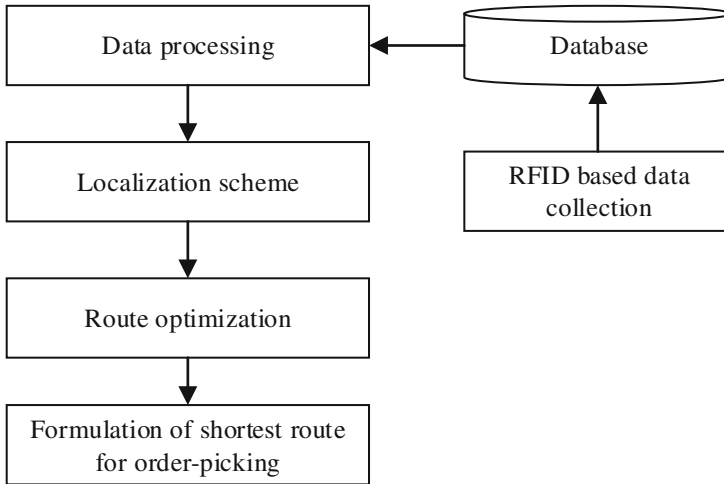 Data processing
Database
Localization scheme
RFID based data
collection
Route optimization
Formulation of shortest route
for order-picking